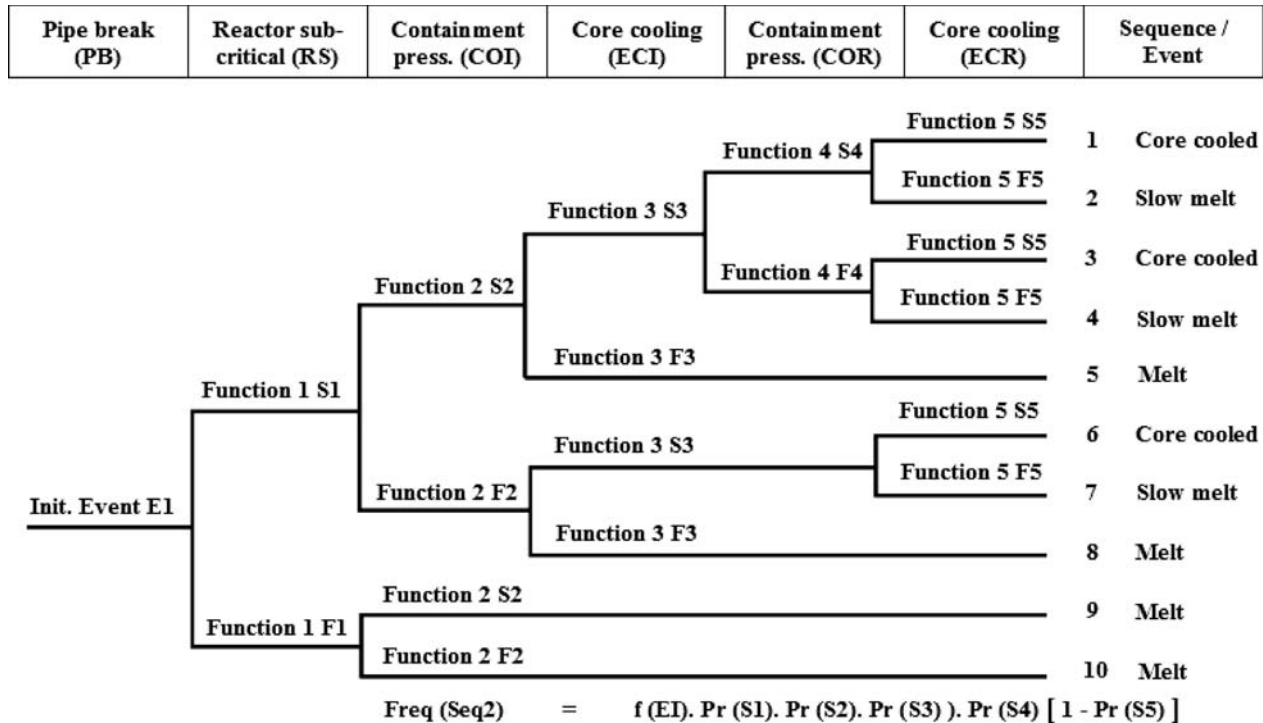 Pipe break (PB)
Reactor sub-critical (RS)
Containment press. (COI)
Core cooling (ECI)
Containment press. (COR)
Core cooling (ECR)
Sequence / Event
Function 5 S5
1 Core cooled
Function 4 S4
Function 5 F5
2 Slow melt
Function 3 S3
Function 5 S5
3 Core cooled
Function 4 F4
Function 2 S2
Function 5 F5
4 Slow melt
Function 3 F3
5 Melt
Function 1 S1
Function 5 S5
6 Core cooled
Function 3 S3
Function 5 F5
Function 2 F2
7 Slow melt
Init. Event E1
Function 3 F3
8 Melt
Function 2 S2
9 Melt
Function 1 F1
Function 2 F2
10 Melt
Freq (Seq2) = f (EI). Pr (S1). Pr (S2). Pr (S3) ). Pr (S4) [ 1 - Pr (S5) ]